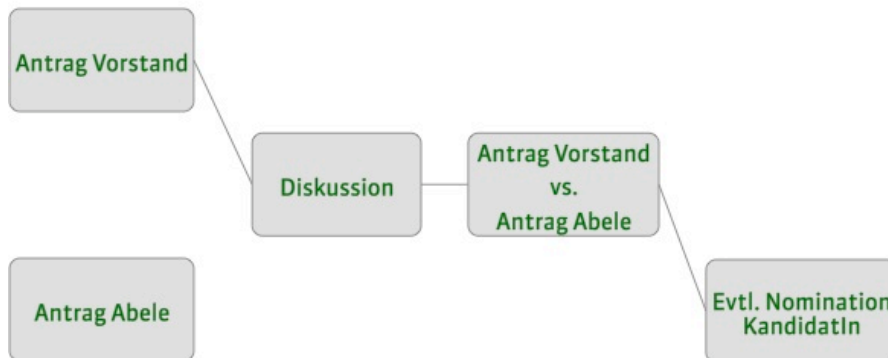 Antrag Vorstand
Diskussion
Antrag Vorstand
vs.
Antrag Abele
Antrag Abele
Evtl. Nomination
KandidatIn